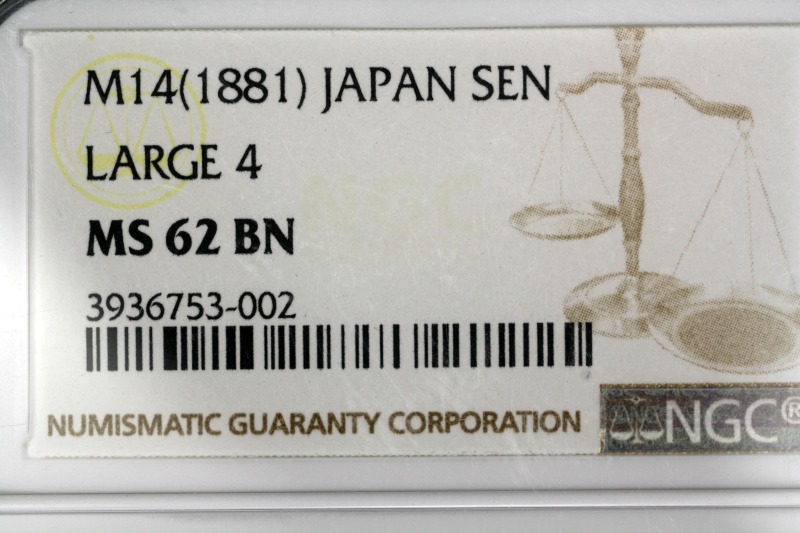 M14(1881) JAPAN SEN
LARGE 4
MS 62 BN
3936753-002
NUMISMATIC GUARANTY CORPORATION
NGC®